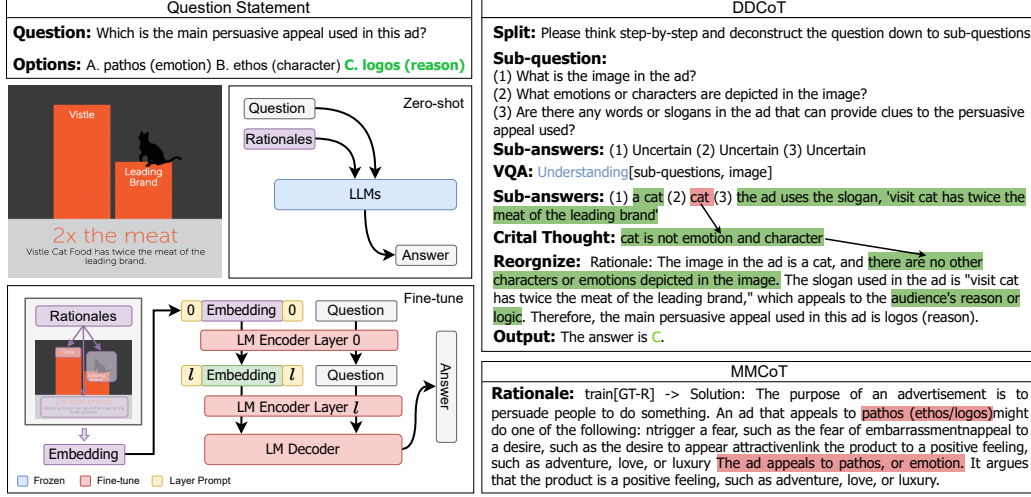 Question Statement
Question: Which is the main persuasive appeal used in this ad?
Options: A. pathos (emotion) B. ethos (character) C. logos (reason)
Vistle
Leading
Brand
2x the meat
Vistle Cat Food has twice the meat of the
leading brand.
Zero-shot
Question
Rationales
LLMs
Answer
Fine-tune
Rationales
Embedding
0 Embedding 0 Question
LM Encoder Layer 0
l Embedding l Question
LM Encoder Layer l
LM Decoder
Answer
Frozen Fine-tune Layer Prompt
DDCoT
Split: Please think step-by-step and deconstruct the question down to sub-questions
Sub-question:
(1) What is the image in the ad?
(2) What emotions or characters are depicted in the image?
(3) Are there any words or slogans in the ad that can provide clues to the persuasive
appeal used?
Sub-answers: (1) Uncertain (2) Uncertain (3) Uncertain
VQA: Understanding[sub-questions, image]
Sub-answers: (1) a cat (2) cat (3) the ad uses the slogan, 'visit cat has twice the
meat of the leading brand'
Crital Thought: cat is not emotion and character
Reorgnize: Rationale: The image in the ad is a cat, and there are no other
characters or emotions depicted in the image. The slogan used in the ad is "visit cat
has twice the meat of the leading brand," which appeals to the audience's reason or
logic. Therefore, the main persuasive appeal used in this ad is logos (reason).
Output: The answer is C.
MMCoT
Rationale: train[GT-R] -> Solution: The purpose of an advertisement is to
persuade people to do something. An ad that appeals to pathos (ethos/logos)might
do one of the following: ntrigger a fear, such as the fear of embarrassmentnappeal to
a desire, such as the desire to appear attractivenlink the product to a positive feeling,
such as adventure, love, or luxury The ad appeals to pathos, or emotion. It argues
that the product is a positive feeling, such as adventure, love, or luxury.